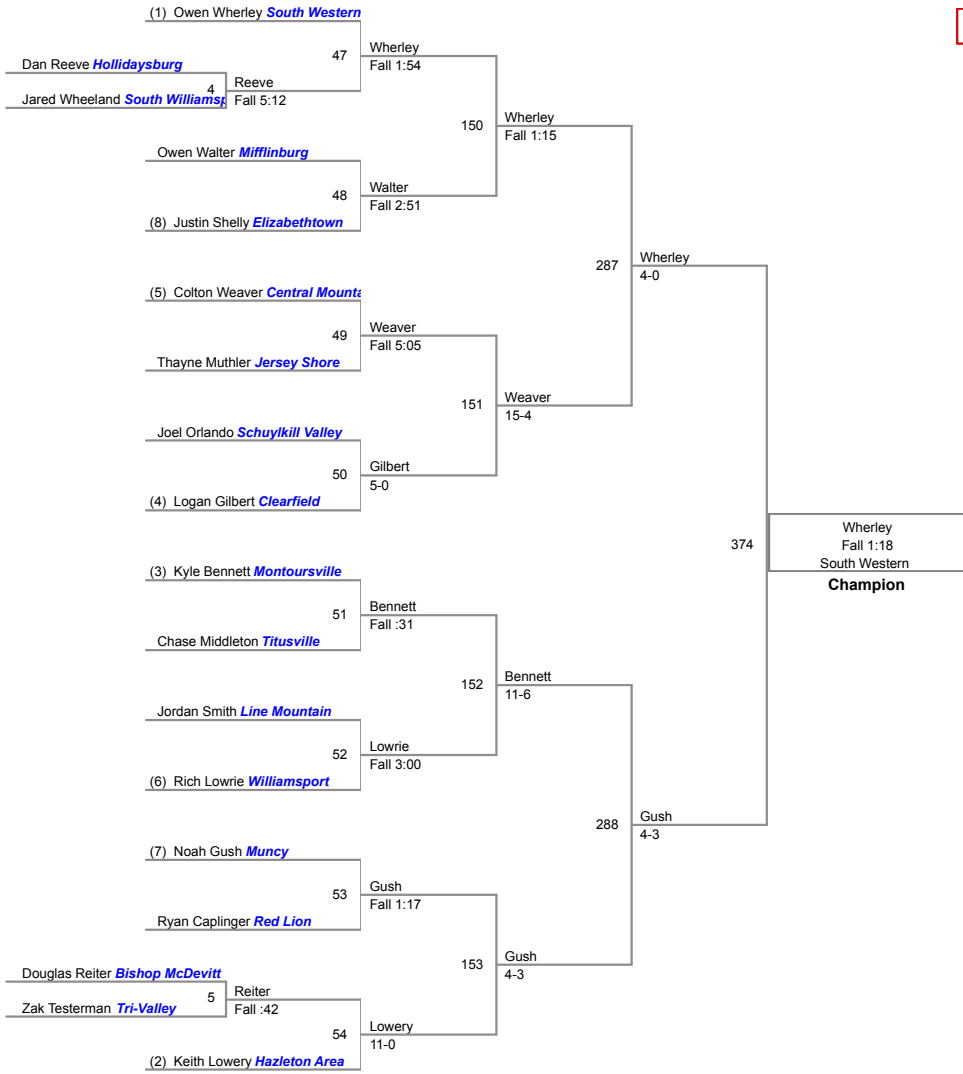 (1) Owen Wherley South Western
47
Wherley
Fall 1:54
Dan Reeve Hollidaysburg
4
Reeve
Fall 5:12
Jared Wheeland South Williamsp
150
Wherley
Fall 1:15
Owen Walter Mifflinburg
48
Walter
Fall 2:51
(8) Justin Shelly Elizabethtown
287
Wherley
4-0
(5) Colton Weaver Central Mounta
49
Weaver
Fall 5:05
Thayne Muthler Jersey Shore
151
Weaver
15-4
Joel Orlando Schuylkill Valley
50
Gilbert
5-0
(4) Logan Gilbert Clearfield
374
Wherley
Fall 1:18
South Western
Champion
(3) Kyle Bennett Montoursville
51
Bennett
Fall :31
Chase Middleton Titusville
152
Bennett
11-6
Jordan Smith Line Mountain
52
Lowrie
Fall 3:00
(6) Rich Lowrie Williamsport
288
Gush
4-3
(7) Noah Gush Muncy
53
Gush
Fall 1:17
Ryan Caplinger Red Lion
153
Gush
4-3
Douglas Reiter Bishop McDevitt
5
Reiter
Fall :42
Zak Testerman Tri-Valley
54
Lowery
11-0
(2) Keith Lowery Hazleton Area